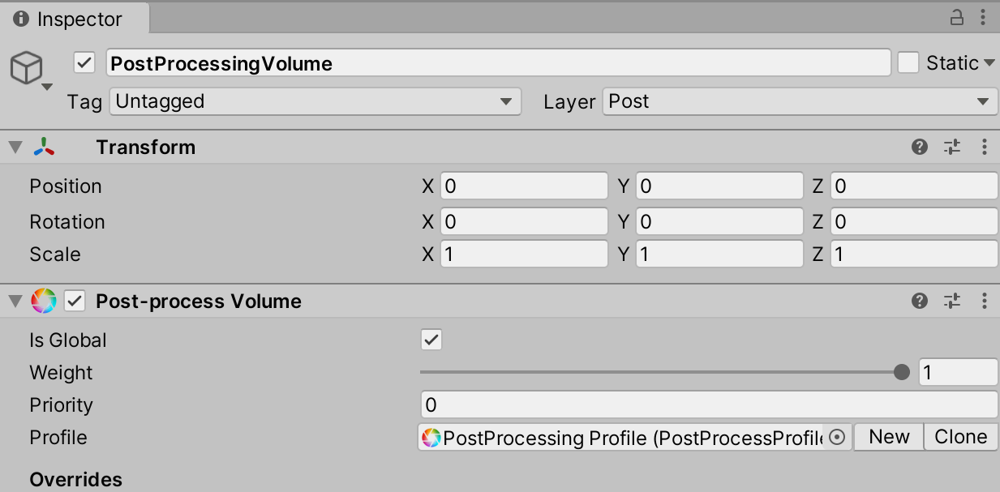 Inspector
PostProcessingVolume Static
Tag Untagged Layer Post
Transform
Position X 0 Y 0 Z 0
Rotation X 0 Y 0 Z 0
Scale X 1 Y 1 Z 1
Post-process Volume
Is Global
Weight 1
Priority 0
Profile PostProcessing Profile (PostProcessProfile New Clone
Overrides